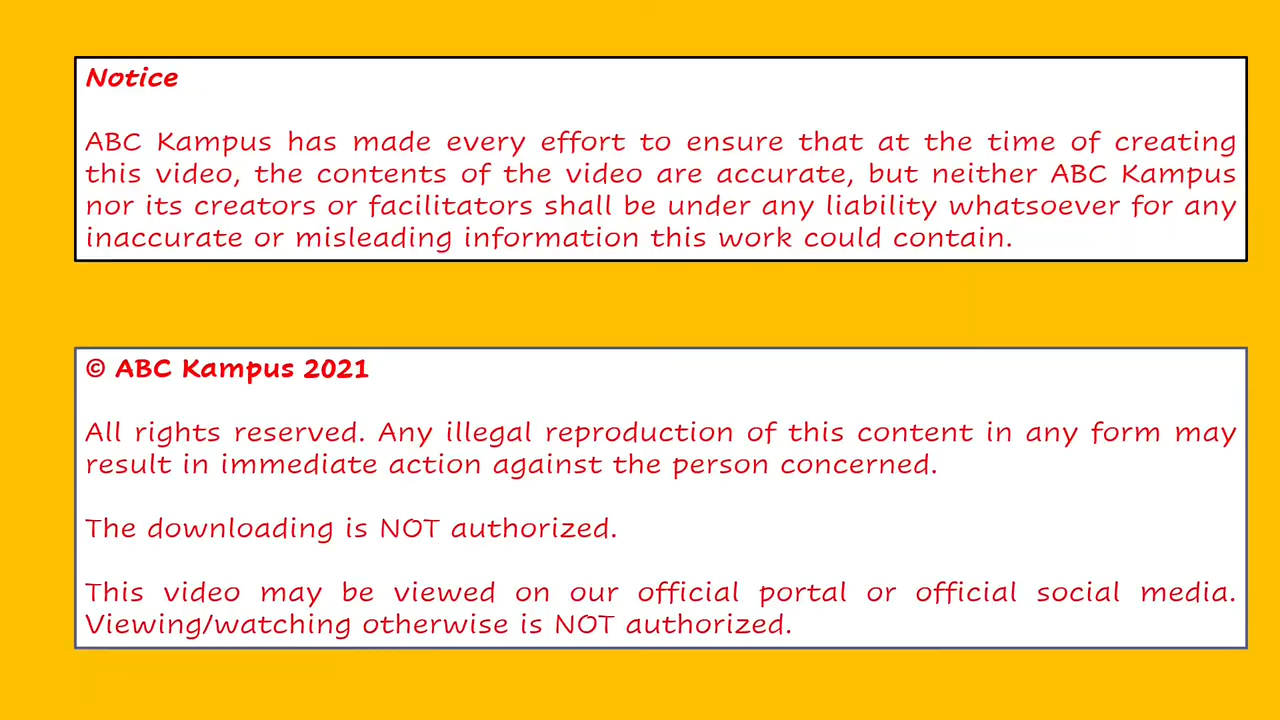 Notice
ABC Kampus has made every effort to ensure that at the time of creating
this video, the contents of the video are accurate, but neither ABC Kampus
nor its creators or facilitators shall be under any liability whatsoever for any
inaccurate or misleading information this work could contain.
© ABC Kampus 2021
All rights reserved. Any illegal reproduction of this content in any form may
result in immediate action against the person concerned.
The downloading is NOT authorized.
This video may be viewed on our official portal or official social media.
Viewing/watching otherwise is NOT authorized.